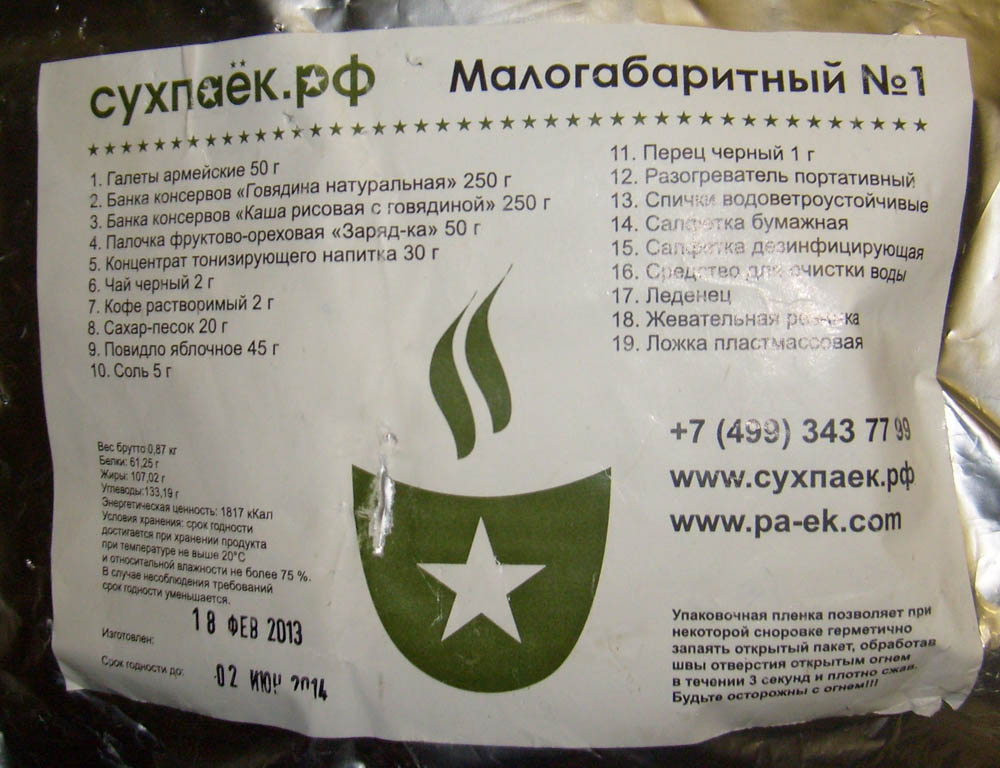 сухпаёк.рф
Малогабаритный №1
1. Галеты армейские 50 г
2. Банка консервов «Говядина натуральная» 250 г
3. Банка консервов «Каша рисовая с говядиной» 250 г
4. Палочка фруктово-ореховая «Заряд-ка» 50 г
5. Концентрат тонизирующего напитка 30 г
6. Чай черный 2 г
7. Кофе растворимый 2 г
8. Сахар-песок 20 г
9. Повидло яблочное 45 г
10. Соль 5 г
11. Перец черный 1 г
12. Разогреватель портативный
13. Спички водоветроустойчивые
14. Салфетка бумажная
15. Салфетка дезинфицирующая
16. Средство для очистки воды
17. Леденец
18. Жевательная резинка
19. Ложка пластмассовая
Вес брутто 0,87 кг
Белки: 61,25 г
Жиры: 107,02 г
Углеводы:133,19 г
Энергетическая ценность: 1817 кКал
Условия хранения: срок годности
достигается при хранении продукта
при температуре не выше 20°С
и относительной влажности не более 75 %.
В случае несоблюдения требований
срок годности уменьшается.
Изготовлен: 18 ФЕВ 2013
Срок годности до: 02 ИЮН 2014
+7 (499) 343 77 99
www.сухпаек.рф
www.pa-ek.com
Упаковочная пленка позволяет при
некоторой сноровке герметично
запаять открытый пакет, обработав
швы отверстия открытым огнем
в течении 3 секунд и плотно сжав.
Будьте осторожны с огнем!!!